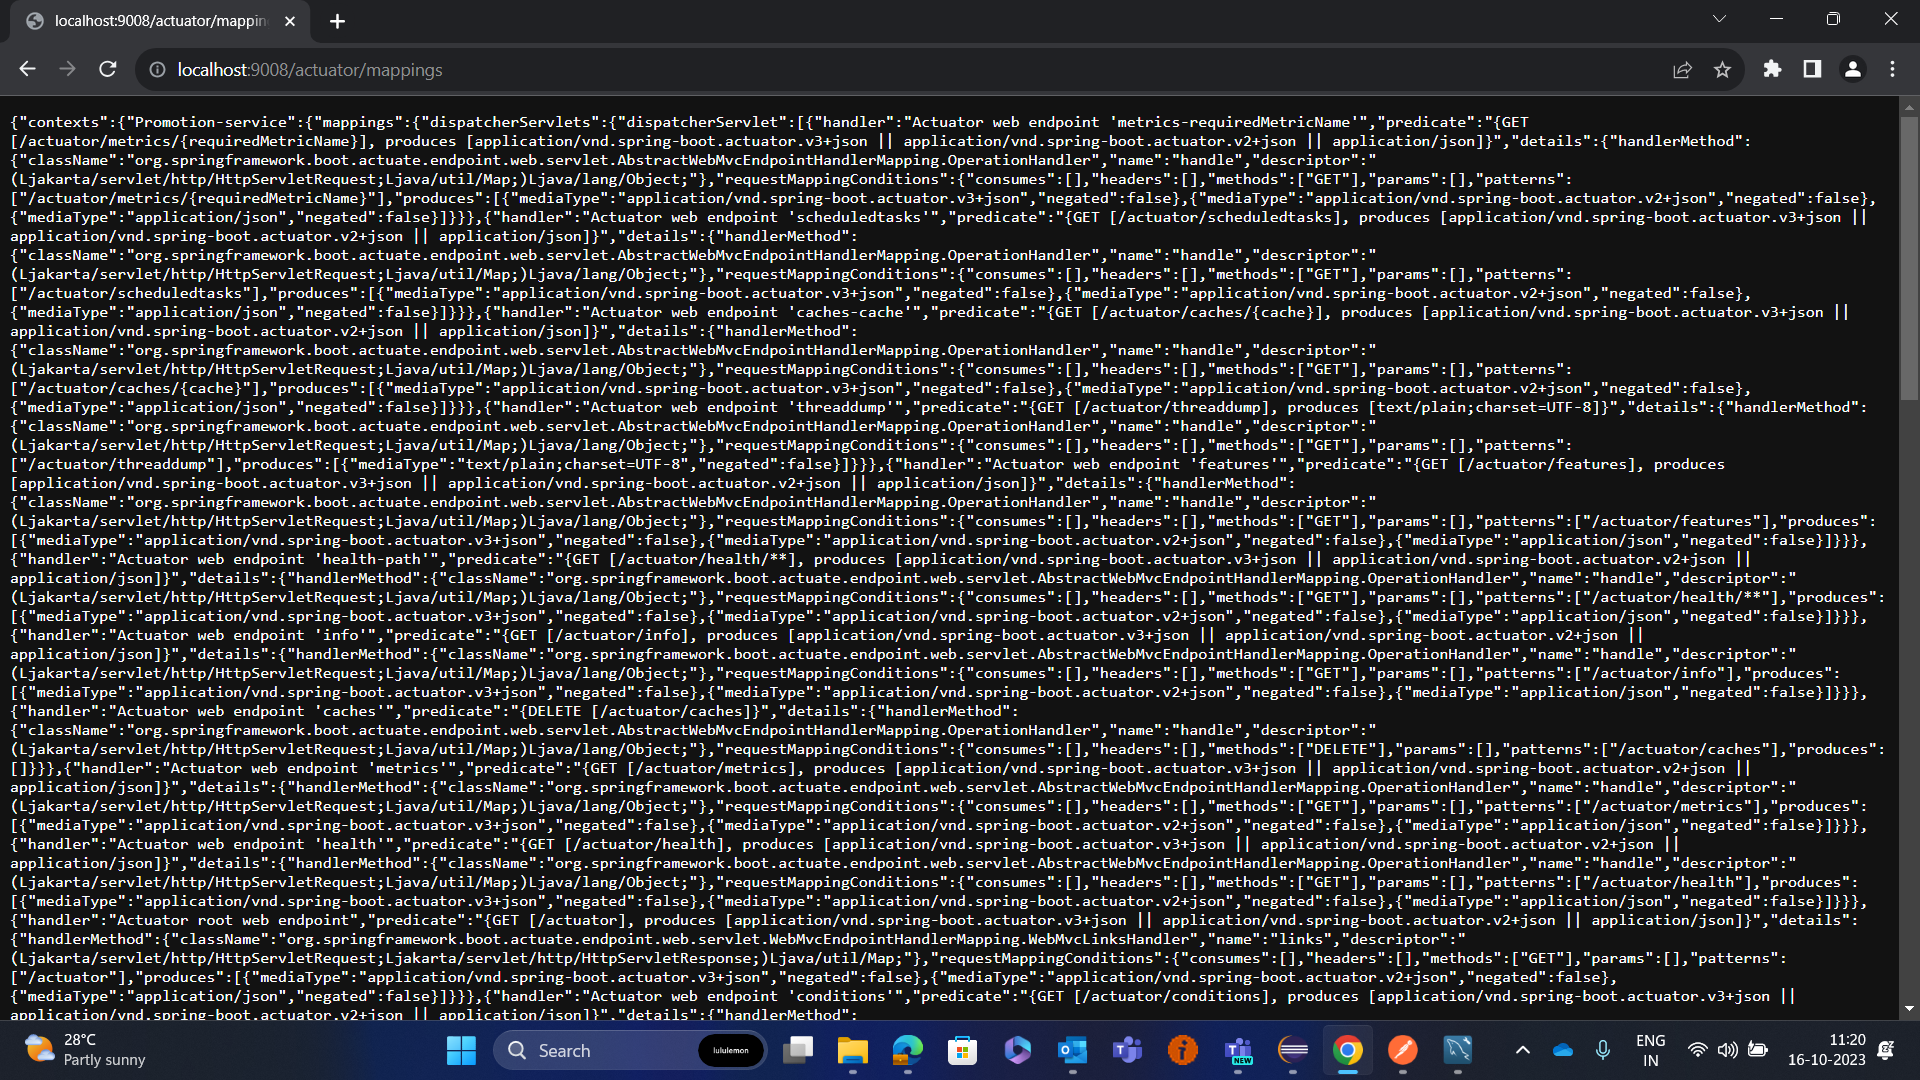 localhost:9008/actuator/mappin
localhost:9008/actuator/mappings
{"contexts":{"Promotion-service":{"mappings":{"dispatcherServlets":{"dispatcherServlet":[{"handler":"Actuator web endpoint 'metrics-requiredMetricName'","predicate":"{GET
[/actuator/metrics/{requiredMetricName}], produces [application/vnd.spring-boot.actuator.v3+json || application/vnd.spring-boot.actuator.v2+json || application/json]}","details":{"handlerMethod":
{"className":"org.springframework.boot.actuate.endpoint.web.servlet.AbstractWebMvcEndpointHandlerMapping.OperationHandler","name":"handle","descriptor":"
(Ljakarta/servlet/http/HttpServletRequest;Ljava/util/Map;)Ljava/lang/Object;"},"requestMappingConditions":{"consumes":[],"headers":[],"methods":["GET"],"params":[],"patterns":
["/actuator/metrics/{requiredMetricName}"],"produces":[{"mediaType":"application/vnd.spring-boot.actuator.v3+json","negated":false},{"mediaType":"application/vnd.spring-boot.actuator.v2+json","negated":false},
{"mediaType":"application/json","negated":false}]}}},{"handler":"Actuator web endpoint 'scheduledtasks'","predicate":"{GET [/actuator/scheduledtasks], produces [application/vnd.spring-boot.actuator.v3+json ||
application/vnd.spring-boot.actuator.v2+json || application/json]}","details":{"handlerMethod":
{"className":"org.springframework.boot.actuate.endpoint.web.servlet.AbstractWebMvcEndpointHandlerMapping.OperationHandler","name":"handle","descriptor":"
(Ljakarta/servlet/http/HttpServletRequest;Ljava/util/Map;)Ljava/lang/Object;"},"requestMappingConditions":{"consumes":[],"headers":[],"methods":["GET"],"params":[],"patterns":
["/actuator/scheduledtasks"],"produces":[{"mediaType":"application/vnd.spring-boot.actuator.v3+json","negated":false},{"mediaType":"application/vnd.spring-boot.actuator.v2+json","negated":false},
{"mediaType":"application/json","negated":false}]}}},{"handler":"Actuator web endpoint 'caches-cache'","predicate":"{GET [/actuator/caches/{cache}], produces [application/vnd.spring-boot.actuator.v3+json ||
application/vnd.spring-boot.actuator.v2+json || application/json]}","details":{"handlerMethod":
{"className":"org.springframework.boot.actuate.endpoint.web.servlet.AbstractWebMvcEndpointHandlerMapping.OperationHandler","name":"handle","descriptor":"
(Ljakarta/servlet/http/HttpServletRequest;Ljava/util/Map;)Ljava/lang/Object;"},"requestMappingConditions":{"consumes":[],"headers":[],"methods":["GET"],"params":[],"patterns":
["/actuator/caches/{cache}"],"produces":[{"mediaType":"application/vnd.spring-boot.actuator.v3+json","negated":false},{"mediaType":"application/vnd.spring-boot.actuator.v2+json","negated":false},
{"mediaType":"application/json","negated":false}]}}},{"handler":"Actuator web endpoint 'threaddump'","predicate":"{GET [/actuator/threaddump], produces [text/plain;charset=UTF-8]}","details":{"handlerMethod":
{"className":"org.springframework.boot.actuate.endpoint.web.servlet.AbstractWebMvcEndpointHandlerMapping.OperationHandler","name":"handle","descriptor":"
(Ljakarta/servlet/http/HttpServletRequest;Ljava/util/Map;)Ljava/lang/Object;"},"requestMappingConditions":{"consumes":[],"headers":[],"methods":["GET"],"params":[],"patterns":
["/actuator/threaddump"],"produces":[{"mediaType":"text/plain;charset=UTF-8","negated":false}]}}},{"handler":"Actuator web endpoint 'features'","predicate":"{GET [/actuator/features], produces
[application/vnd.spring-boot.actuator.v3+json || application/vnd.spring-boot.actuator.v2+json || application/json]}","details":{"handlerMethod":
{"className":"org.springframework.boot.actuate.endpoint.web.servlet.AbstractWebMvcEndpointHandlerMapping.OperationHandler","name":"handle","descriptor":"
(Ljakarta/servlet/http/HttpServletRequest;Ljava/util/Map;)Ljava/lang/Object;"},"requestMappingConditions":{"consumes":[],"headers":[],"methods":["GET"],"params":[],"patterns":["/actuator/features"],"produces":
[{"mediaType":"application/vnd.spring-boot.actuator.v3+json","negated":false},{"mediaType":"application/vnd.spring-boot.actuator.v2+json","negated":false},{"mediaType":"application/json","negated":false}]}}},
{"handler":"Actuator web endpoint 'health-path'","predicate":"{GET [/actuator/health/**], produces [application/vnd.spring-boot.actuator.v3+json || application/vnd.spring-boot.actuator.v2+json ||
application/json]}","details":{"handlerMethod":{"className":"org.springframework.boot.actuate.endpoint.web.servlet.AbstractWebMvcEndpointHandlerMapping.OperationHandler","name":"handle","descriptor":"
(Ljakarta/servlet/http/HttpServletRequest;Ljava/util/Map;)Ljava/lang/Object;"},"requestMappingConditions":{"consumes":[],"headers":[],"methods":["GET"],"params":[],"patterns":["/actuator/health/**"],"produces":
[{"mediaType":"application/vnd.spring-boot.actuator.v3+json","negated":false},{"mediaType":"application/vnd.spring-boot.actuator.v2+json","negated":false},{"mediaType":"application/json","negated":false}]}}},
{"handler":"Actuator web endpoint 'info'","predicate":"{GET [/actuator/info], produces [application/vnd.spring-boot.actuator.v3+json || application/vnd.spring-boot.actuator.v2+json ||
application/json]}","details":{"handlerMethod":{"className":"org.springframework.boot.actuate.endpoint.web.servlet.AbstractWebMvcEndpointHandlerMapping.OperationHandler","name":"handle","descriptor":"
(Ljakarta/servlet/http/HttpServletRequest;Ljava/util/Map;)Ljava/lang/Object;"},"requestMappingConditions":{"consumes":[],"headers":[],"methods":["GET"],"params":[],"patterns":["/actuator/info"],"produces":
[{"mediaType":"application/vnd.spring-boot.actuator.v3+json","negated":false},{"mediaType":"application/vnd.spring-boot.actuator.v2+json","negated":false},{"mediaType":"application/json","negated":false}]}}},
{"handler":"Actuator web endpoint 'caches'","predicate":"{DELETE [/actuator/caches]}","details":{"handlerMethod":
{"className":"org.springframework.boot.actuate.endpoint.web.servlet.AbstractWebMvcEndpointHandlerMapping.OperationHandler","name":"handle","descriptor":"
(Ljakarta/servlet/http/HttpServletRequest;Ljava/util/Map;)Ljava/lang/Object;"},"requestMappingConditions":{"consumes":[],"headers":[],"methods":["DELETE"],"params":[],"patterns":["/actuator/caches"],"produces":
[]}}},{"handler":"Actuator web endpoint 'metrics'","predicate":"{GET [/actuator/metrics], produces [application/vnd.spring-boot.actuator.v3+json || application/vnd.spring-boot.actuator.v2+json ||
application/json]}","details":{"handlerMethod":{"className":"org.springframework.boot.actuate.endpoint.web.servlet.AbstractWebMvcEndpointHandlerMapping.OperationHandler","name":"handle","descriptor":"
(Ljakarta/servlet/http/HttpServletRequest;Ljava/util/Map;)Ljava/lang/Object;"},"requestMappingConditions":{"consumes":[],"headers":[],"methods":["GET"],"params":[],"patterns":["/actuator/metrics"],"produces":
[{"mediaType":"application/vnd.spring-boot.actuator.v3+json","negated":false},{"mediaType":"application/vnd.spring-boot.actuator.v2+json","negated":false},{"mediaType":"application/json","negated":false}]}}},
{"handler":"Actuator web endpoint 'health'","predicate":"{GET [/actuator/health], produces [application/vnd.spring-boot.actuator.v3+json || application/vnd.spring-boot.actuator.v2+json ||
application/json]}","details":{"handlerMethod":{"className":"org.springframework.boot.actuate.endpoint.web.servlet.AbstractWebMvcEndpointHandlerMapping.OperationHandler","name":"handle","descriptor":"
(Ljakarta/servlet/http/HttpServletRequest;Ljava/util/Map;)Ljava/lang/Object;"},"requestMappingConditions":{"consumes":[],"headers":[],"methods":["GET"],"params":[],"patterns":["/actuator/health"],"produces":
[{"mediaType":"application/vnd.spring-boot.actuator.v3+json","negated":false},{"mediaType":"application/vnd.spring-boot.actuator.v2+json","negated":false},{"mediaType":"application/json","negated":false}]}}},
{"handler":"Actuator root web endpoint","predicate":"{GET [/actuator], produces [application/vnd.spring-boot.actuator.v3+json || application/vnd.spring-boot.actuator.v2+json || application/json]}","details":
{"handlerMethod":{"className":"org.springframework.boot.actuate.endpoint.web.servlet.WebMvcEndpointHandlerMapping.WebMvcLinksHandler","name":"links","descriptor":"
(Ljakarta/servlet/http/HttpServletRequest;Ljakarta/servlet/http/HttpServletResponse;)Ljava/util/Map;"},"requestMappingConditions":{"consumes":[],"headers":[],"methods":["GET"],"params":[],"patterns":
["/actuator"],"produces":[{"mediaType":"application/vnd.spring-boot.actuator.v3+json","negated":false},{"mediaType":"application/vnd.spring-boot.actuator.v2+json","negated":false},
{"mediaType":"application/json","negated":false}]}}},{"handler":"Actuator web endpoint 'conditions'","predicate":"{GET [/actuator/conditions], produces [application/vnd.spring-boot.actuator.v3+json ||
application/vnd.spring-boot.actuator.v2+json || application/json]}","details":{"handlerMethod":
28°C
Partly sunny
Search
lululemon
NEW
ENG
IN
11:20
16-10-2023